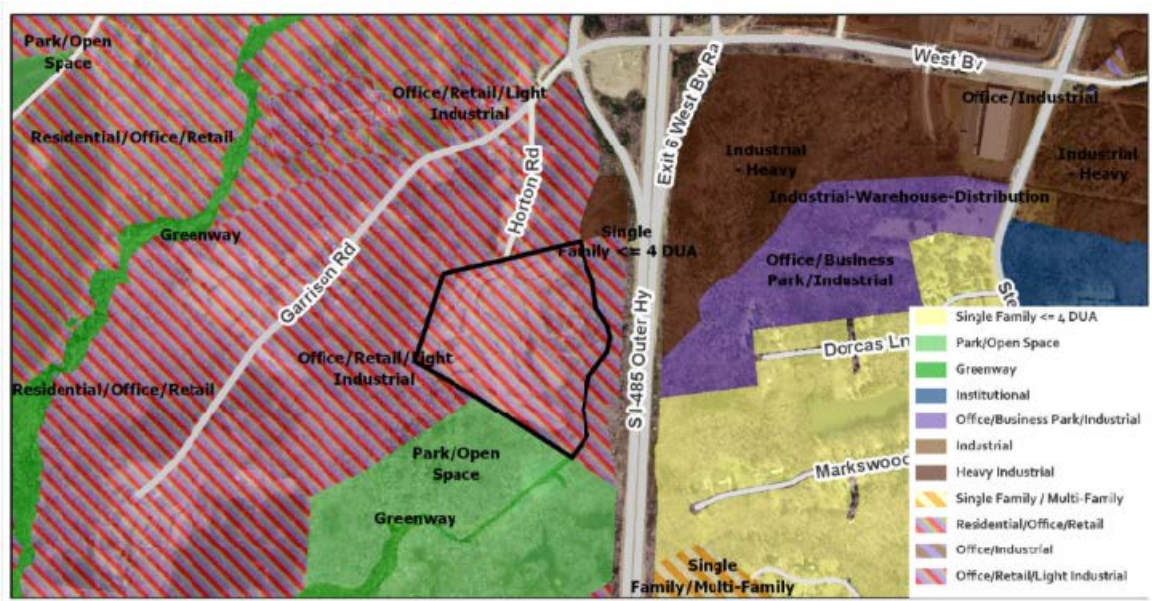 Park/Open
Space
West Bv
Exit 6 West Bv Ra
Office/Retail/Light
Industrial
Office/Industrial
Residential/Office/Retail
Industrial
- Heavy
Industrial
- Heavy
Horton Rd
Industrial-Warehouse-Distribution
Greenway
Single
Family <= 4 DUA
Garrison Rd
Office/Business
Park/Industrial
Ste
S I-485 Outer Hy
Dorcas Ln
Office/Retail/Light
Industrial
Residential/Office/Retail
Park/Open
Space
Markswood
Greenway
Single
Family/Multi-Family
Single Family <= 4 DUA
Park/Open Space
Greenway
Institutional
Office/Business Park/Industrial
Industrial
Heavy Industrial
Single Family / Multi-Family
Residential/Office/Retail
Office/Industrial
Office/Retail/Light Industrial